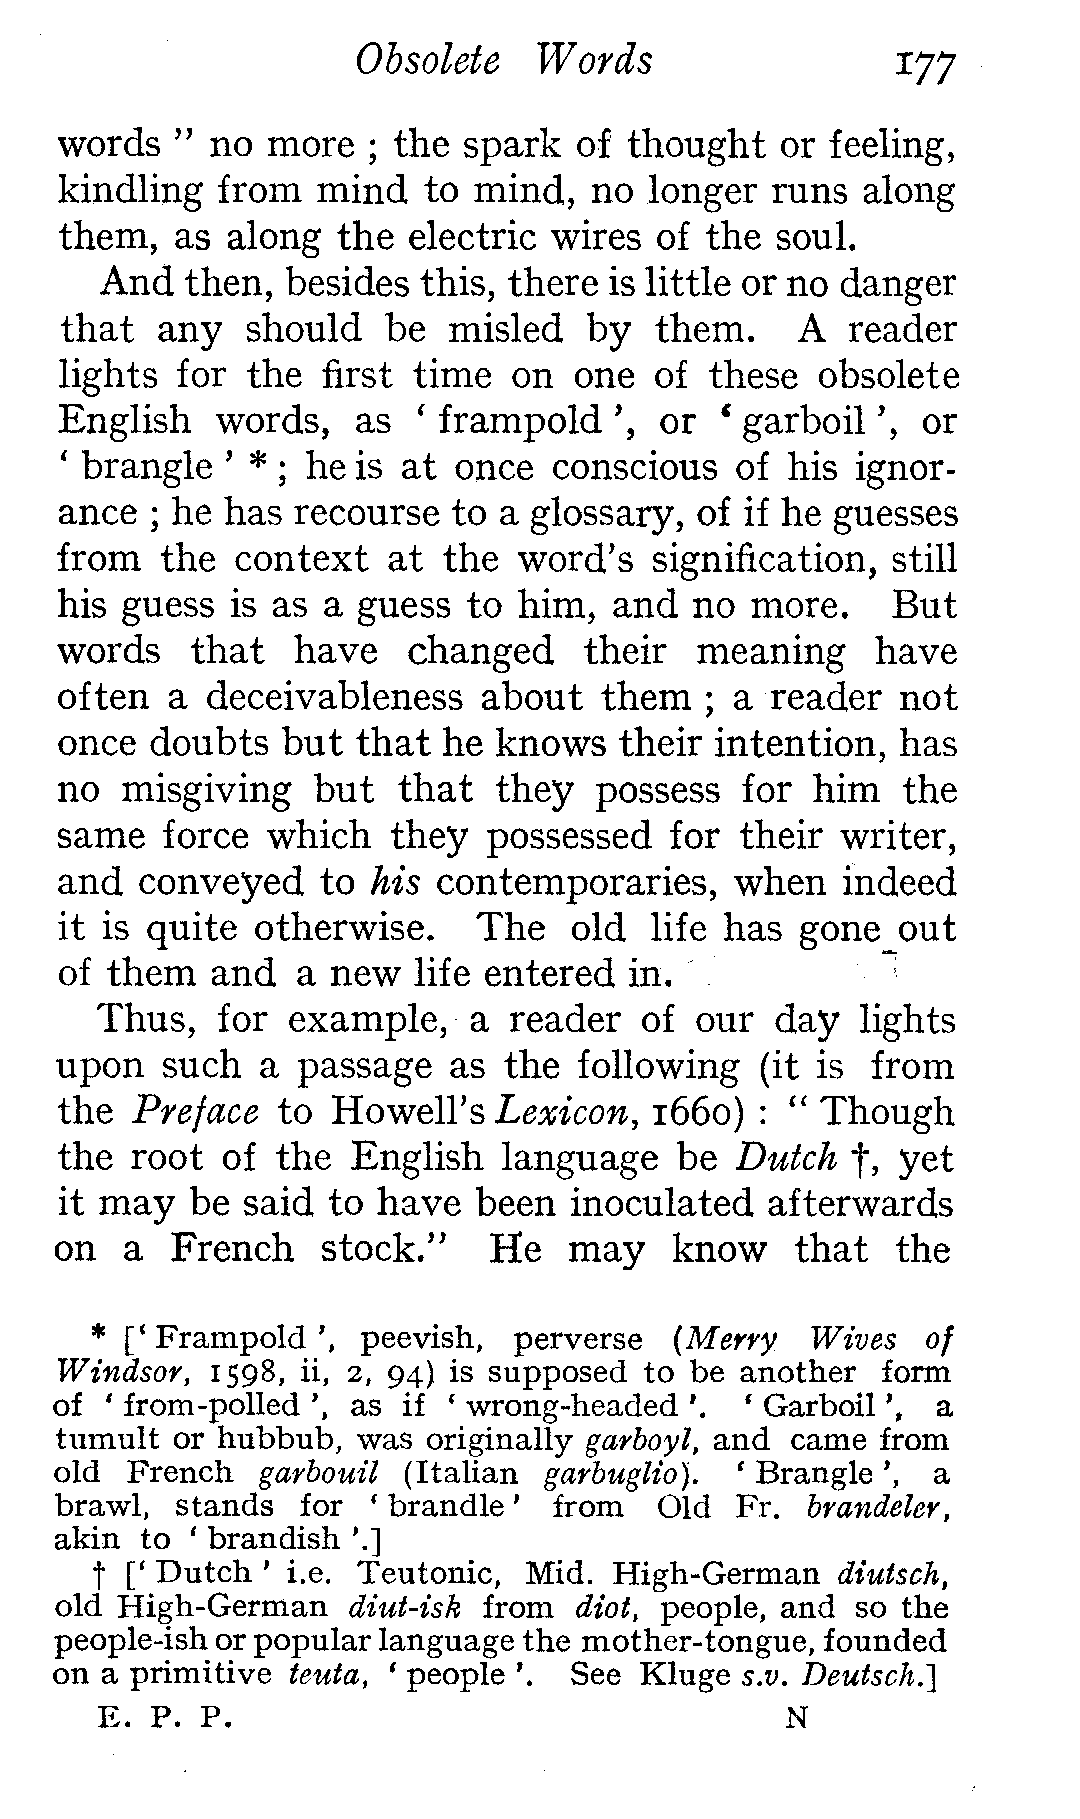 Obsolete Words 177
words " no more ; the spark of thought or feeling,
kindling from mind to mind, no longer runs along
them, as along the electric wires of the soul.
And then, besides this, there is little or no danger
that any should be misled by them. A reader
lights for the first time on one of these obsolete
English words, as ‘ frampold ’, or ‘ garboil ’, or
‘ brangle ’ * ; he is at once conscious of his ignor-
ance ; he has recourse to a glossary, of if he guesses
from the context at the word's signification, still
his guess is as a guess to him, and no more. But
words that have changed their meaning have
often a deceivableness about them ; a reader not
once doubts but that he knows their intention, has
no misgiving but that they possess for him the
same force which they possessed for their writer,
and conveyed to his contemporaries, when indeed
it is quite otherwise. The old life has gone out
of them and a new life entered in.
Thus, for example, a reader of our day lights
upon such a passage as the following (it is from
the Preface to Howell's Lexicon, 1660) : “ Though
the root of the English language be Dutch †, yet
it may be said to have been inoculated afterwards
on a French stock.” He may know that the
* [‘ Frampold ’, peevish, perverse (Merry Wives of
Windsor, 1598, ii, 2, 94) is supposed to be another form
of ‘ from-polled ’, as if ‘ wrong-headed ’. ‘ Garboil ’, a
tumult or hubbub, was originally garboyl, and came from
old French garbouil (Italian garbuglio). ‘ Brangle ’, a
brawl, stands for ‘ brandle ’ from Old Fr. brandeler,
akin to ‘ brandish ’.]
† [‘ Dutch ’ i.e. Teutonic, Mid. High-German diutsch,
old High-German diut-isk from diot, people, and so the
people-ish or popular language the mother-tongue, founded
on a primitive teuta, ‘ people ’. See Kluge s.v. Deutsch.]
E. P. P. N